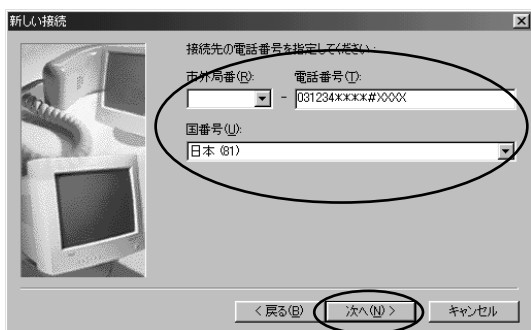 新しい接続
接続先の電話番号を指定してください:
市外局番(R): 電話番号(T):
- 031234****#XXXX
国番号(U):
日本 (81)
< 戻る(B) 次へ(N) > キャンセル